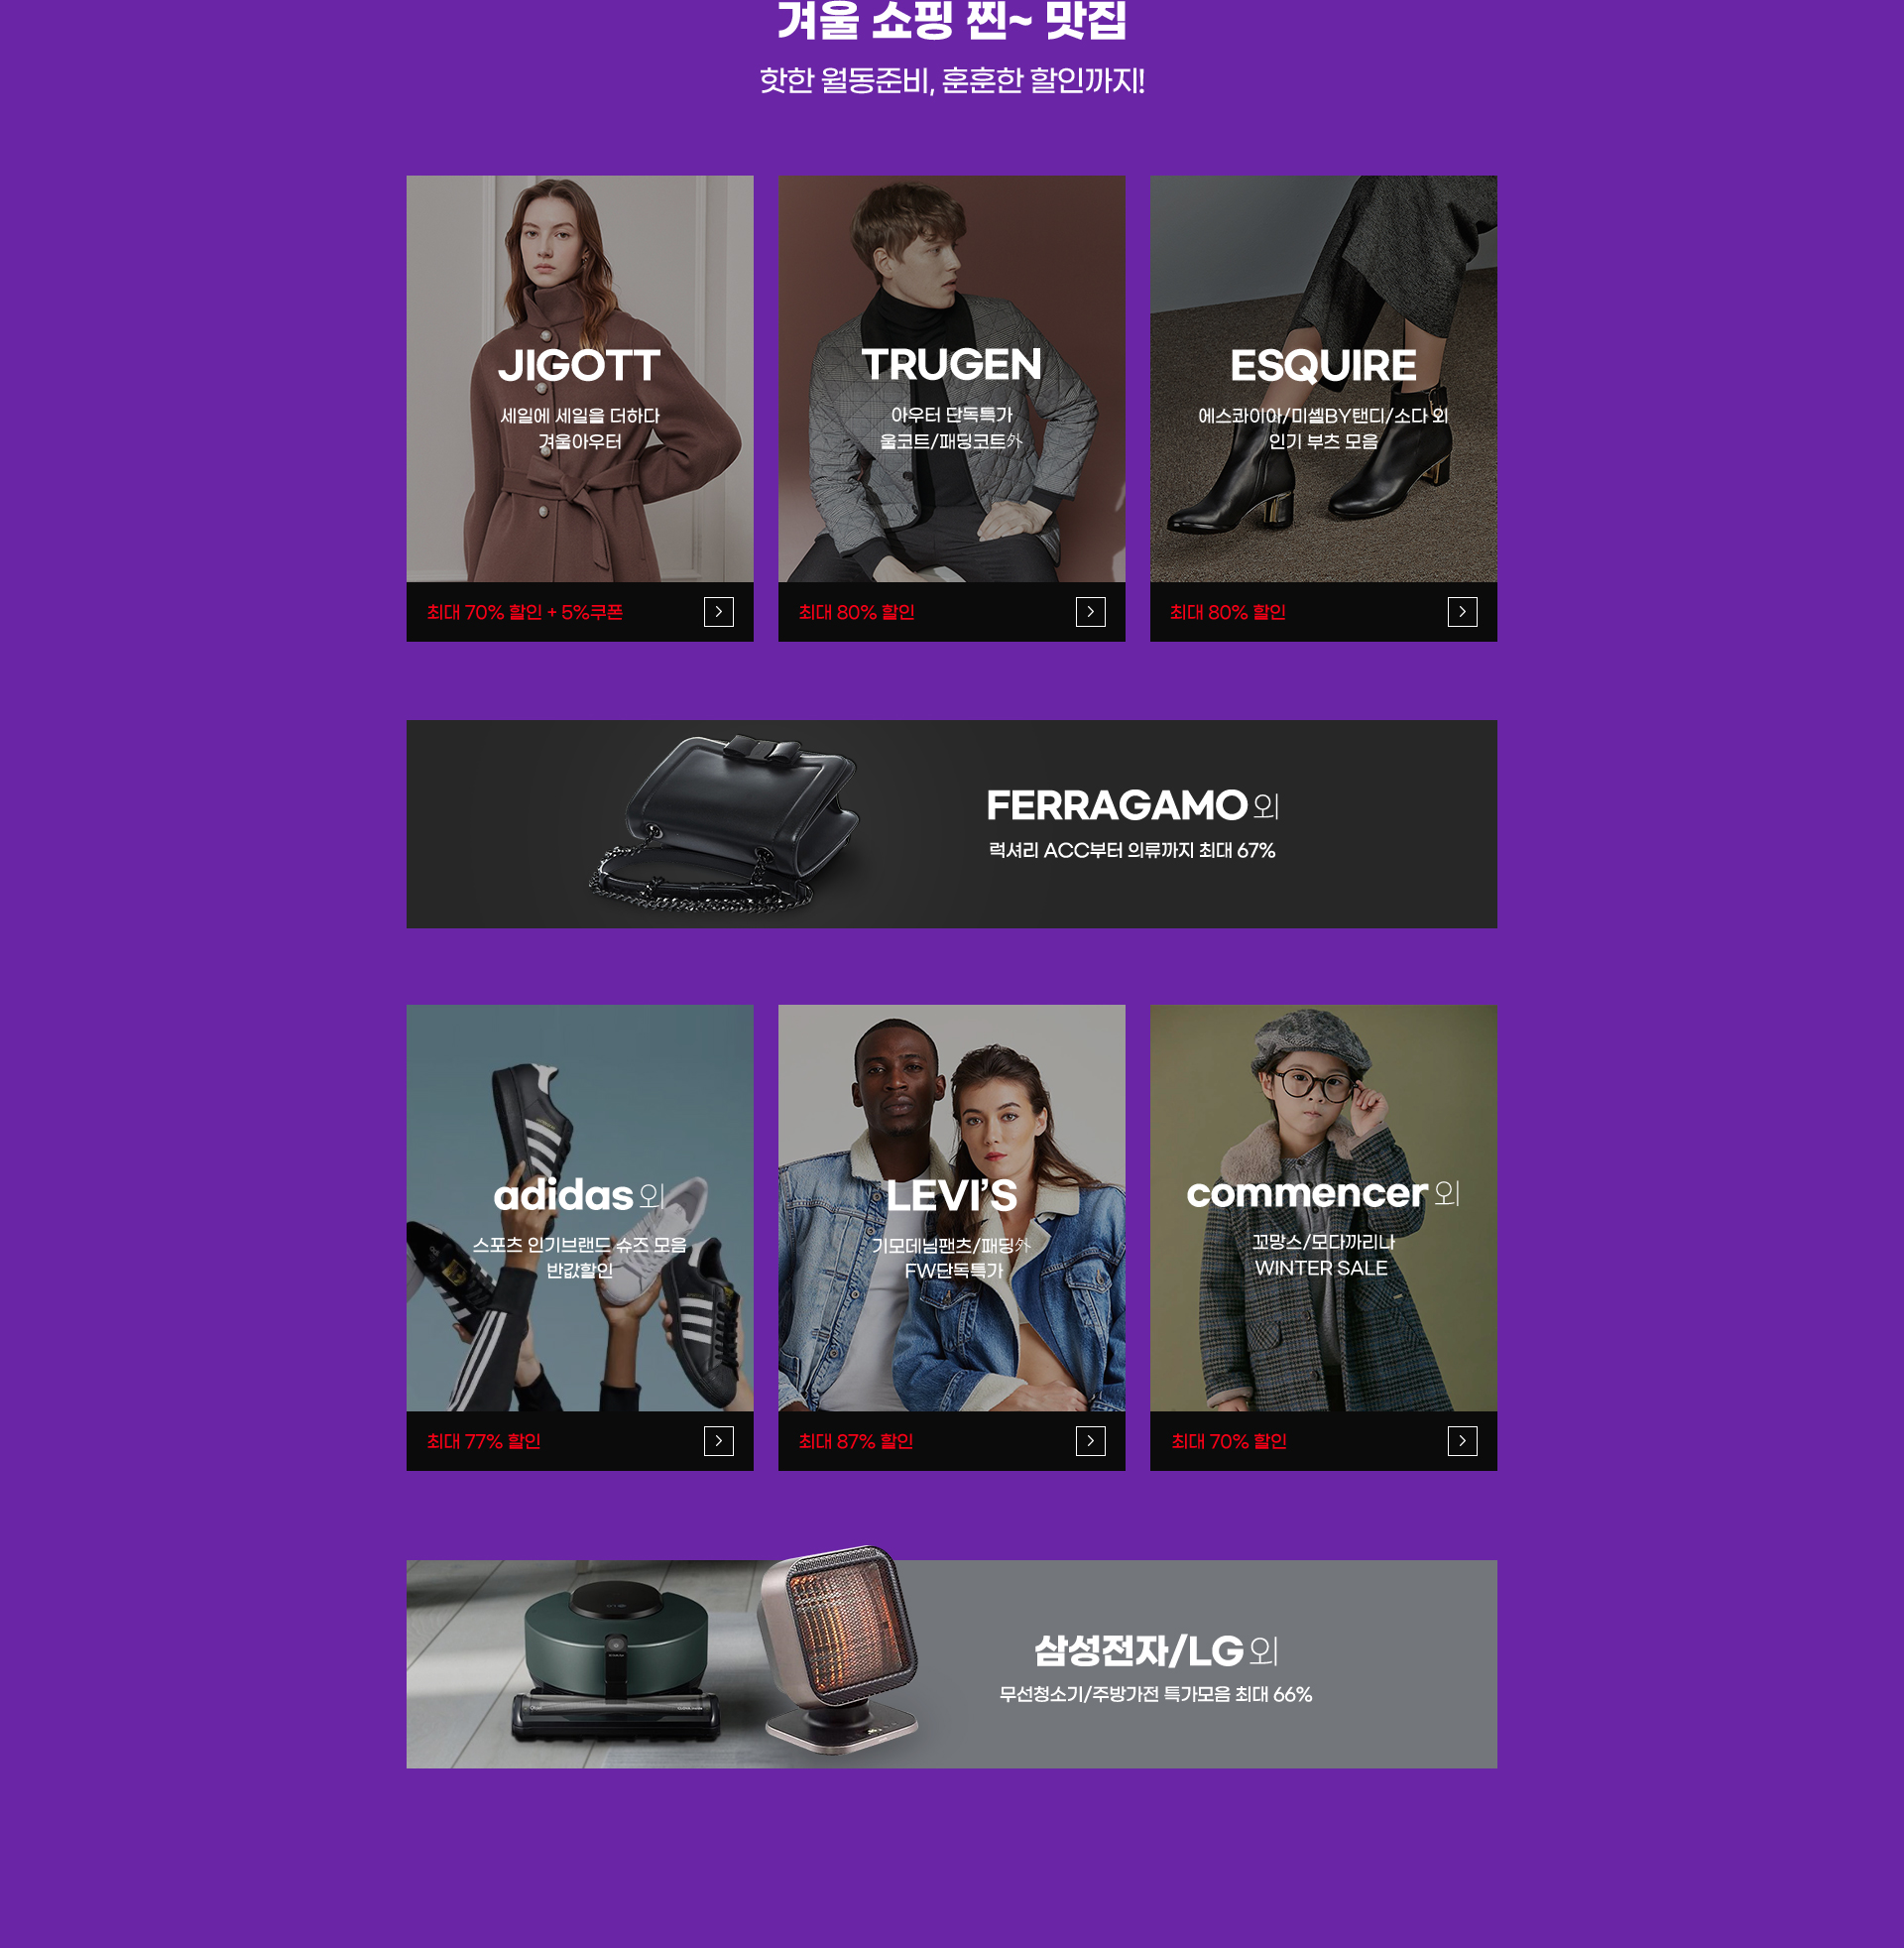 겨울 쇼핑 찐~ 맛집
핫한 월동준비, 훈훈한 할인까지!
JIGOTT
세일에 세일을 더하다
겨울아우터
최대 70% 할인 + 5%쿠폰
TRUGEN
아우터 단독특가
울코트/패딩코트外
최대 80% 할인
ESQUIRE
에스콰이아/미셸BY탠디/소다 외
인기 부츠 모음
최대 80% 할인
FERRAGAMO 외
럭셔리 ACC부터 의류까지 최대 67%
adidas 외
스포츠 인기브랜드 슈즈 모음
반값할인
최대 77% 할인
LEVI’S
기모데님팬츠/패딩外
FW단독특가
최대 87% 할인
commencer 외
꼬망스/모다까리나
WINTER SALE
최대 70% 할인
삼성전자/LG 외
무선청소기/주방가전 특가모음 최대 66%